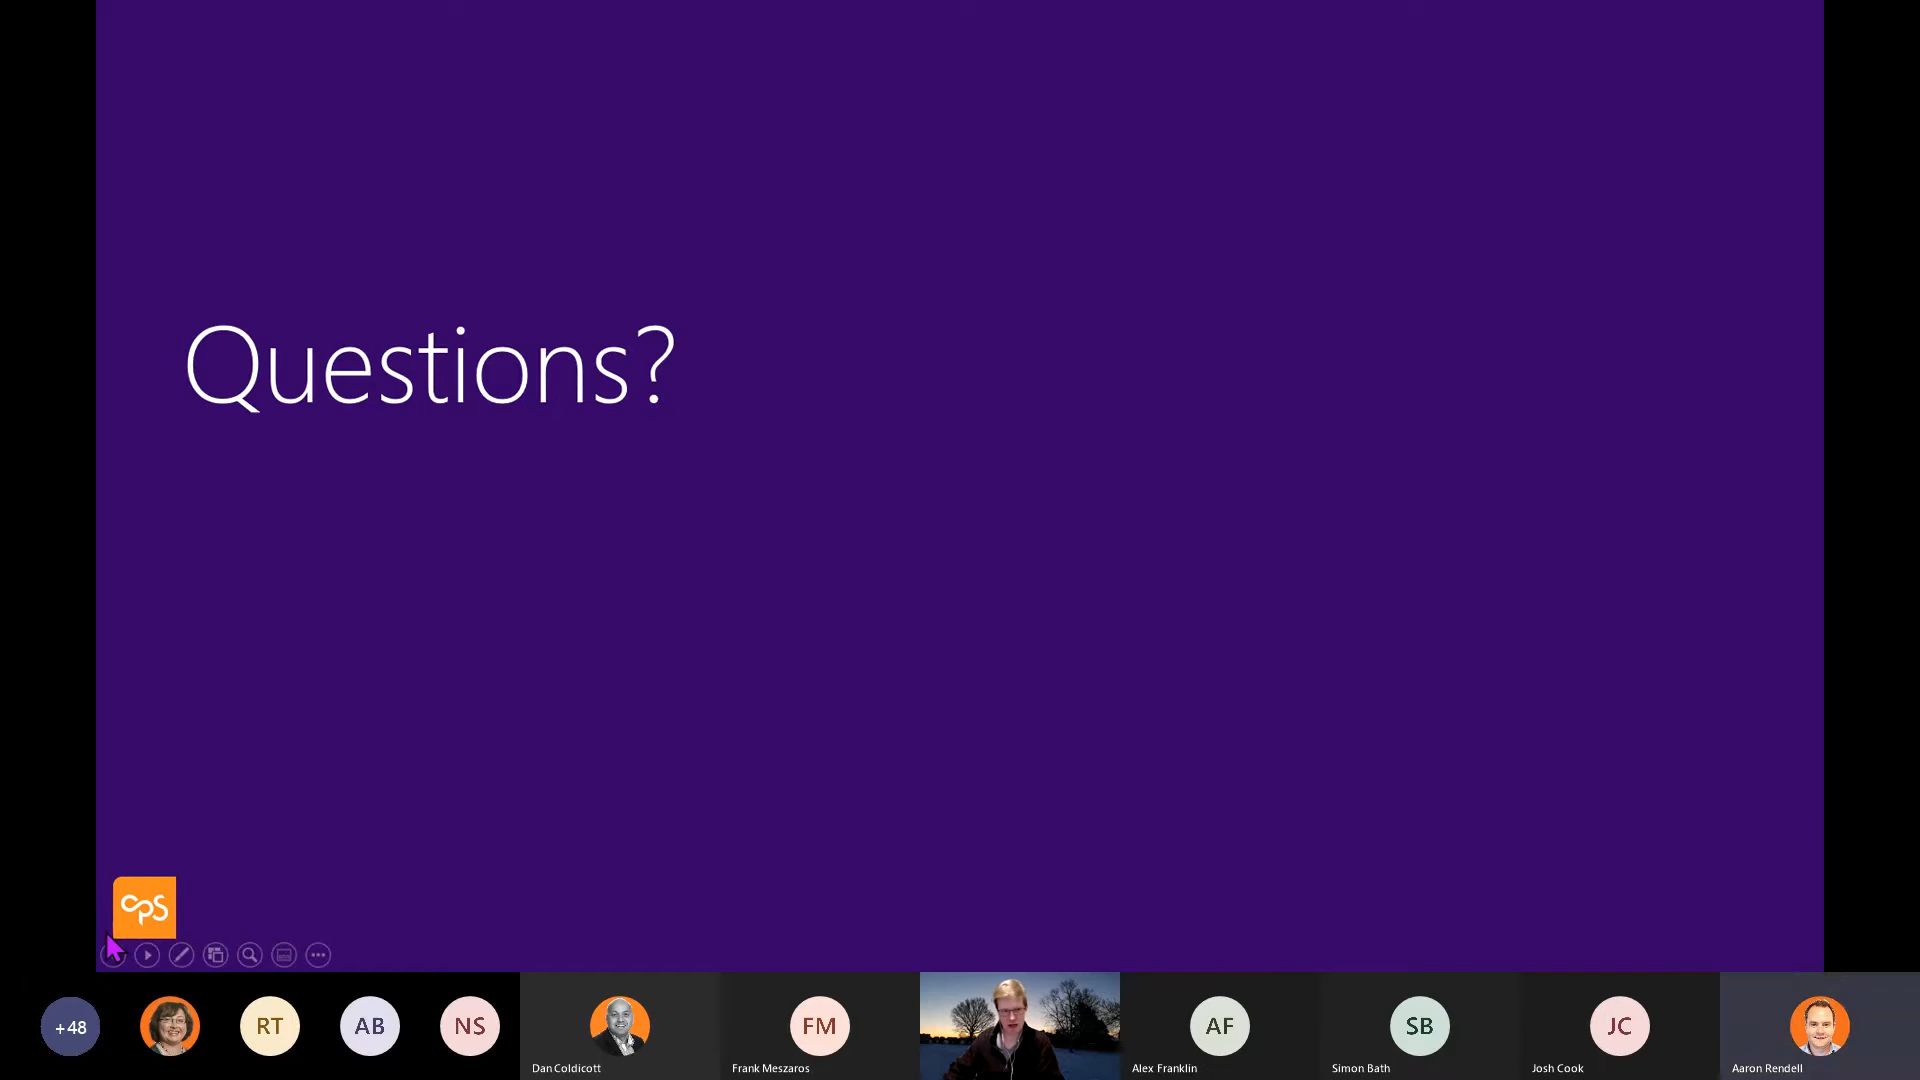 Questions?
cps
+48
RT
AB
NS
Dan Coldicott
FM
Frank Meszaros
AF
Alex Franklin
SB
Simon Bath
JC
Josh Cook
Aaron Rendell